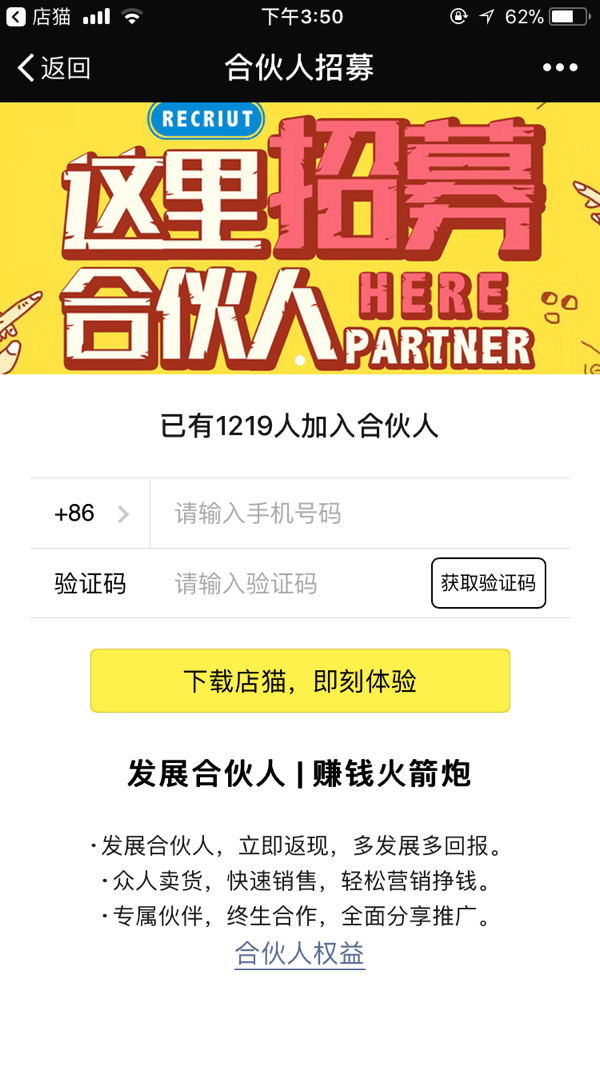 店猫 下午3:50 62%
返回 合伙人招募
RECRIUT
这里招募
合伙人 HERE
PARTNER
已有1219人加入合伙人
+86 请输入手机号码
验证码 请输入验证码 获取验证码
下载店猫，即刻体验
发展合伙人 | 赚钱火箭炮
·发展合伙人，立即返现，多发展多回报。
·众人卖货，快速销售，轻松营销挣钱。
·专属伙伴，终生合作，全面分享推广。
合伙人权益